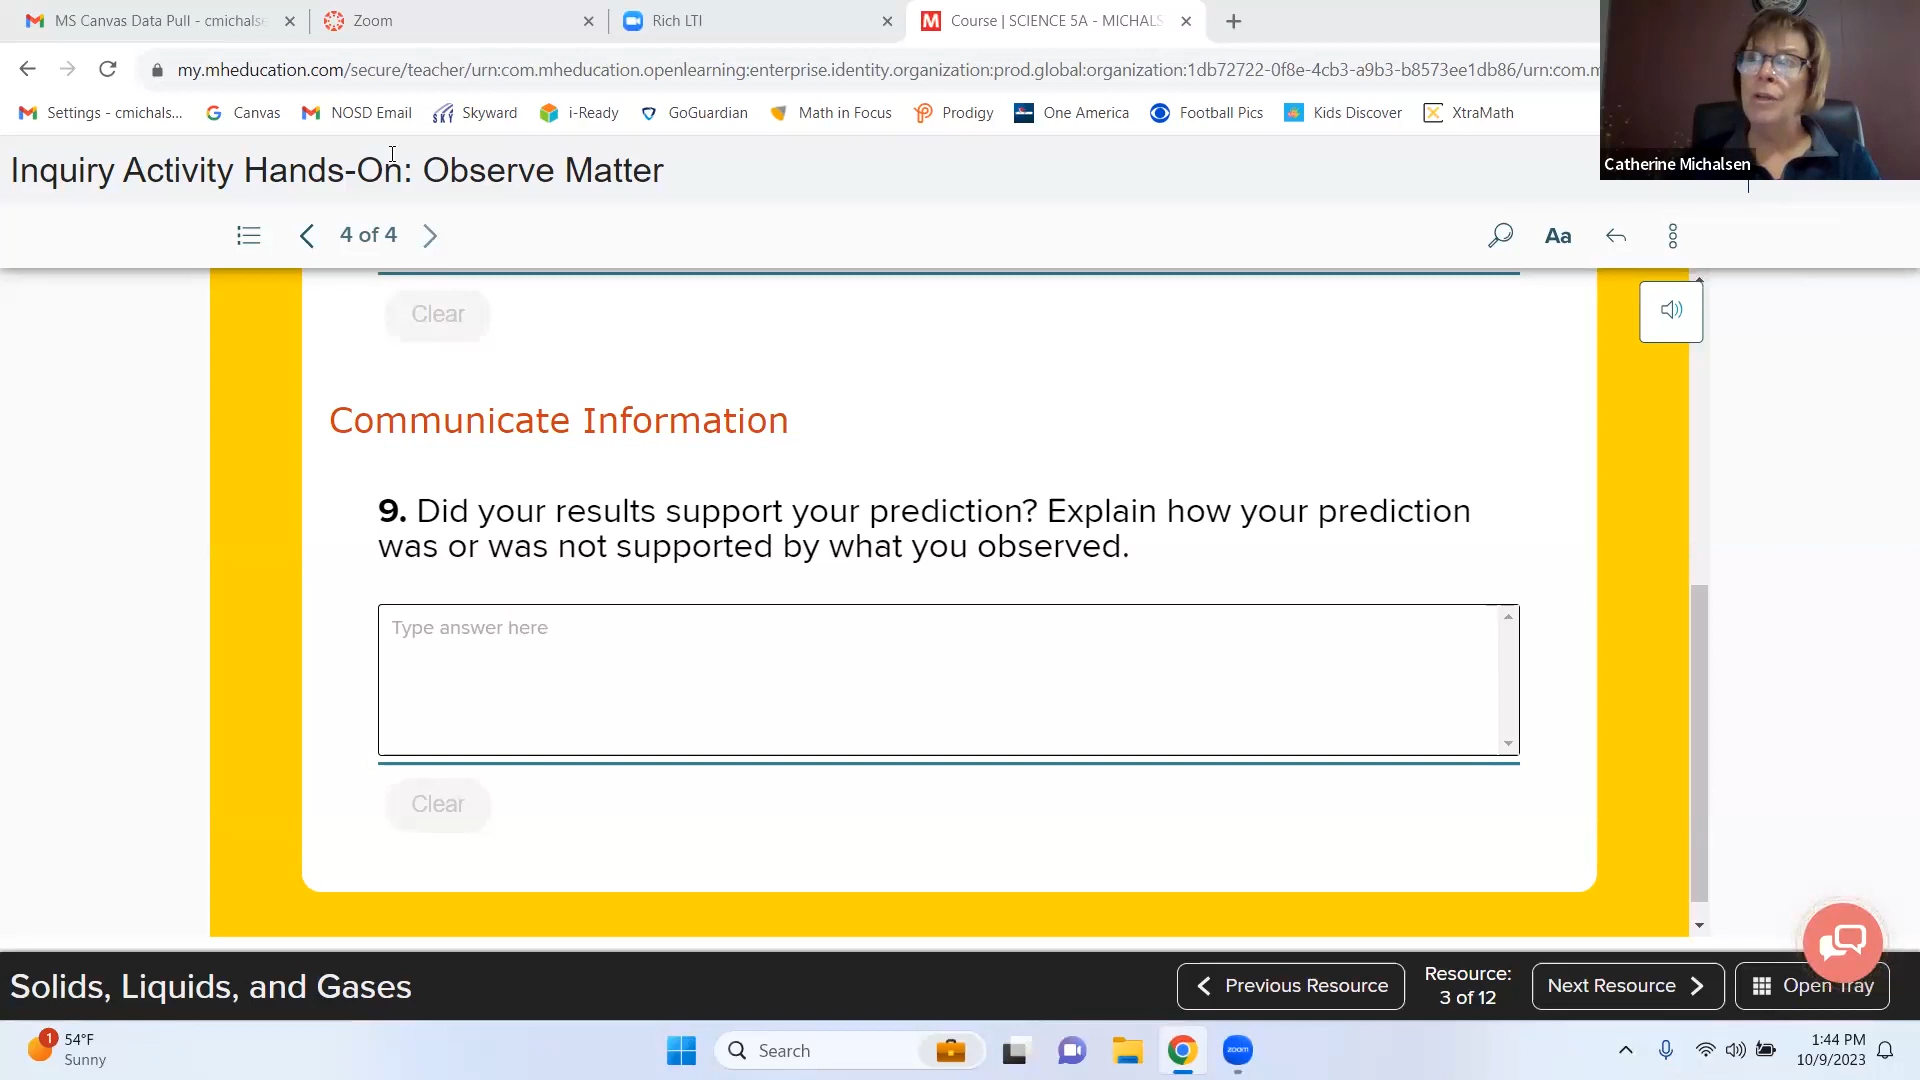 MS Canvas Data Pull - cmichalse
Zoom
Rich LTI
Course | SCIENCE 5A - MICHALS
my.mheducation.com/secure/teacher/urn:com.mheducation.openlearning:enterprise.identity.organization:prod.global:organization:1db72722-0f8e-4cb3-a9b3-b8573ee1db86/urn:com.m
Settings - cmichals...
Canvas
NOSD Email
Skyward
i-Ready
GoGuardian
Math in Focus
Prodigy
One America
Football Pics
Kids Discover
XtraMath
Catherine Michalsen
Inquiry Activity Hands-On: Observe Matter
4 of 4
Aa
Clear
Communicate Information
9. Did your results support your prediction? Explain how your prediction
was or was not supported by what you observed.
Type answer here
Clear
Solids, Liquids, and Gases
Previous Resource
Resource:
3 of 12
Next Resource
Open Tray
1
54°F
Sunny
Search
zoom
1:44 PM
10/9/2023